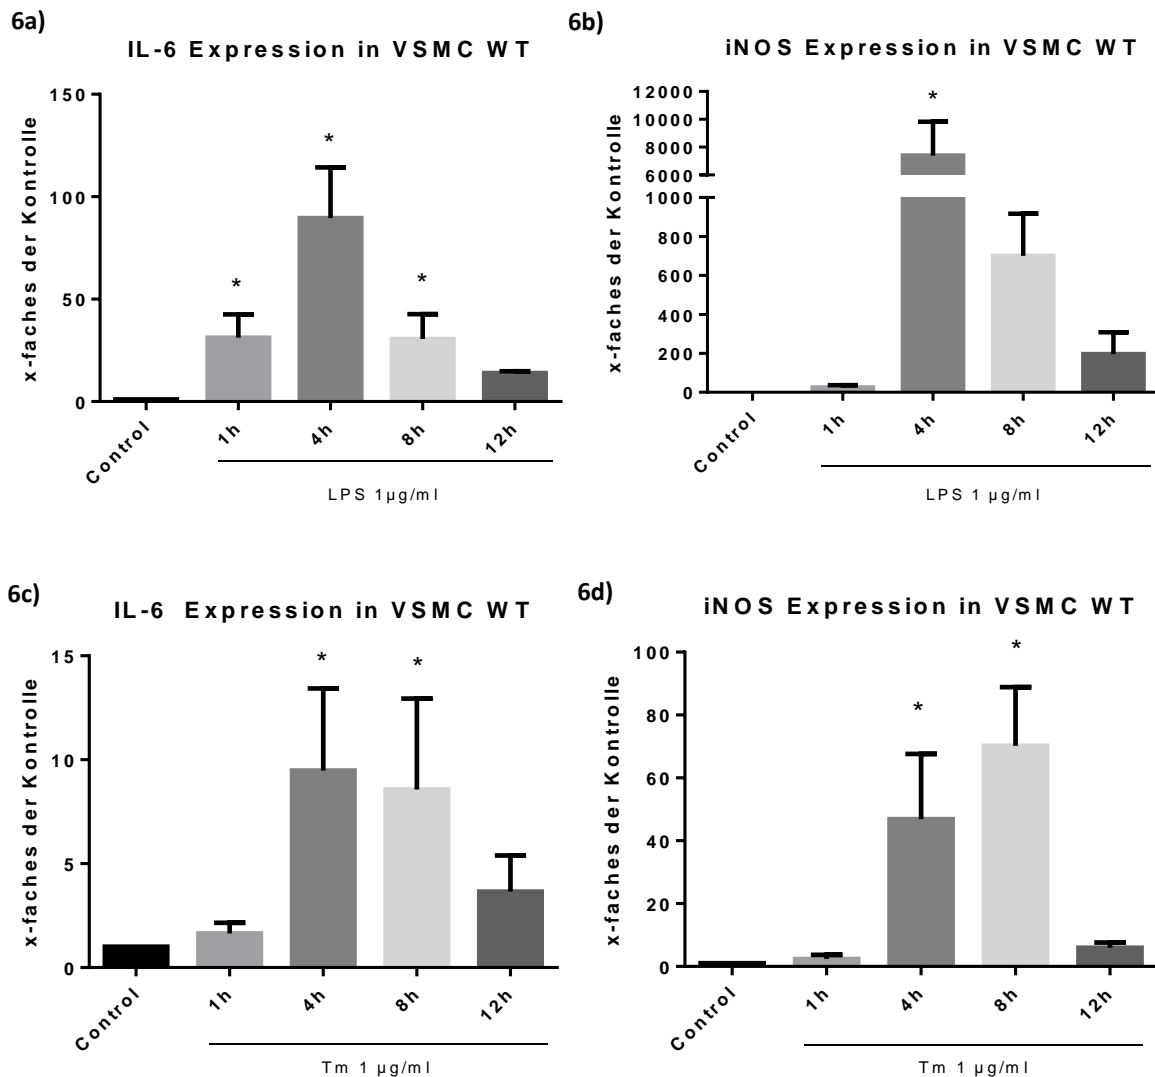 6a)
IL-6 Expression in VSMC WT
x-faches der Kontrolle
150
100
50
0
*
*
*
Control
1h
4h
8h
12h
LPS 1µg/ml
6b)
iNOS Expression in VSMC WT
x-faches der Kontrolle
12000
10000
8000
6000
1000
800
600
400
200
0
*
Control
1h
4h
8h
12h
LPS 1 µg/ml
6c)
IL-6 Expression in VSMC WT
x-faches der Kontrolle
15
10
5
0
*
*
Control
1h
4h
8h
12h
Tm 1 µg/ml
6d)
iNOS Expression in VSMC WT
x-faches der Kontrolle
100
80
60
40
20
0
*
*
Control
1h
4h
8h
12h
Tm 1 µg/ml